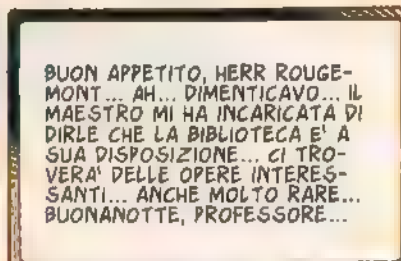 BUON APPETITO, HERR ROUGE-
MONT... AH... DIMENTICAVO... IL
MAESTRO MI HA INCARICATA DI
DIRLE CHE LA BIBLIOTECA E' A
SUA DISPOSIZIONE... CI TRO-
VERA' DELLE OPERE INTERES-
SANTI... ANCHE MOLTO RARE...
BUONANOTTE, PROFESSORE...